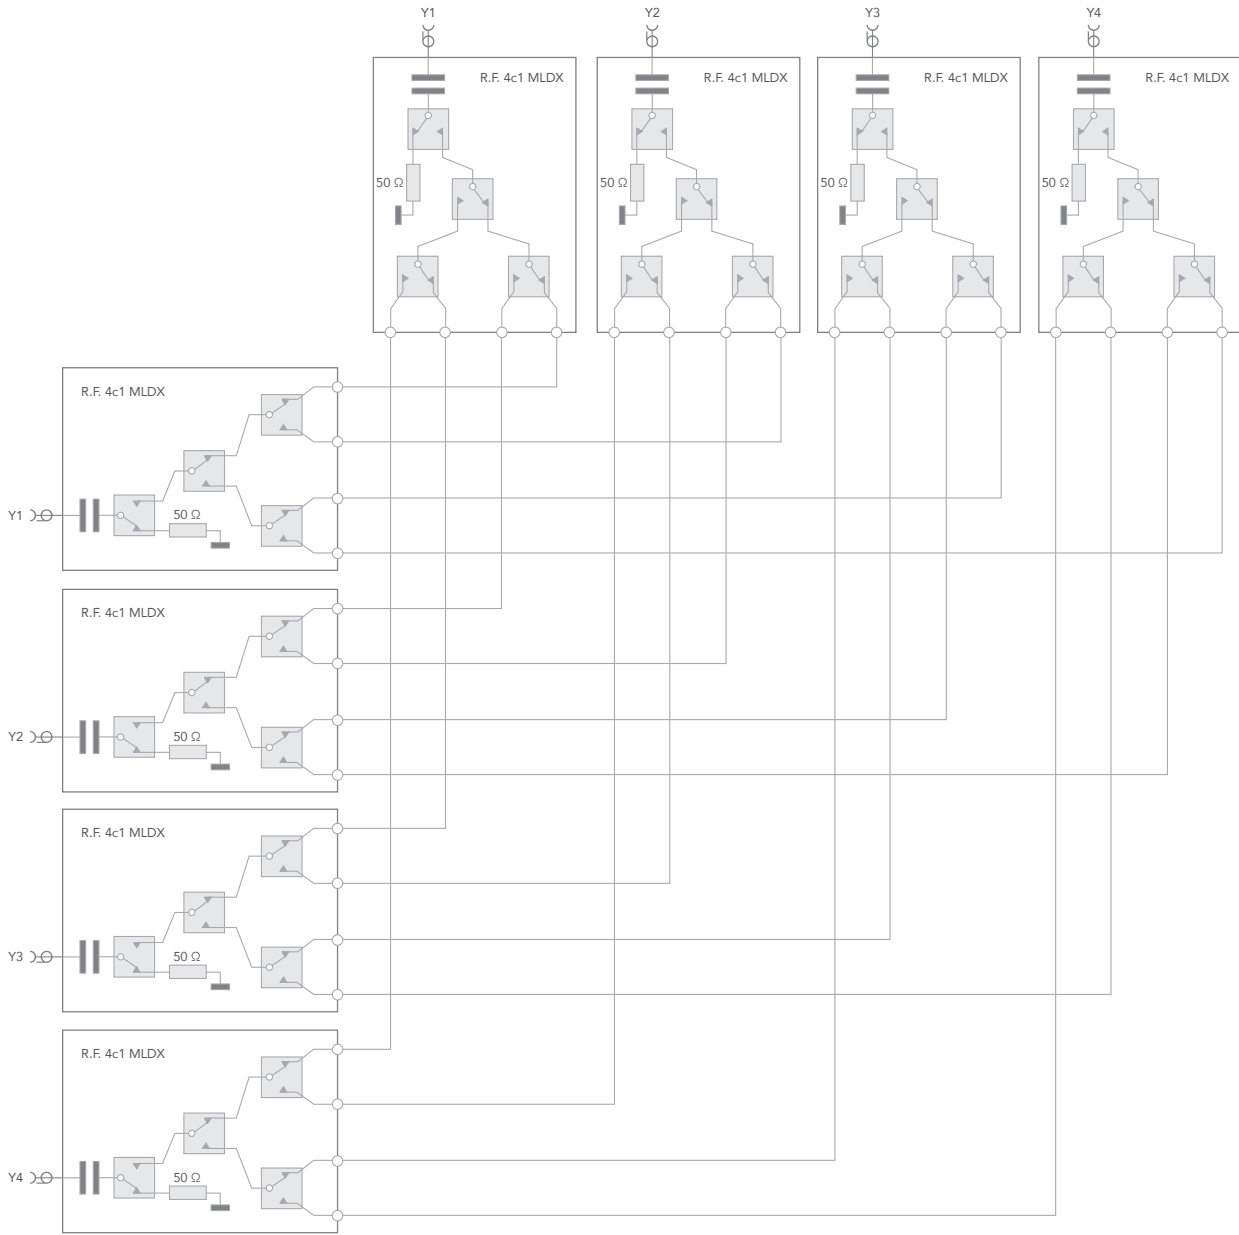 Y1
Y2
Y3
Y4
R.F. 4c1 MLDX
R.F. 4c1 MLDX
R.F. 4c1 MLDX
R.F. 4c1 MLDX
50 Ω
50 Ω
50 Ω
50 Ω
R.F. 4c1 MLDX
Y1
50 Ω
R.F. 4c1 MLDX
Y2
50 Ω
R.F. 4c1 MLDX
Y3
50 Ω
R.F. 4c1 MLDX
Y4
50 Ω